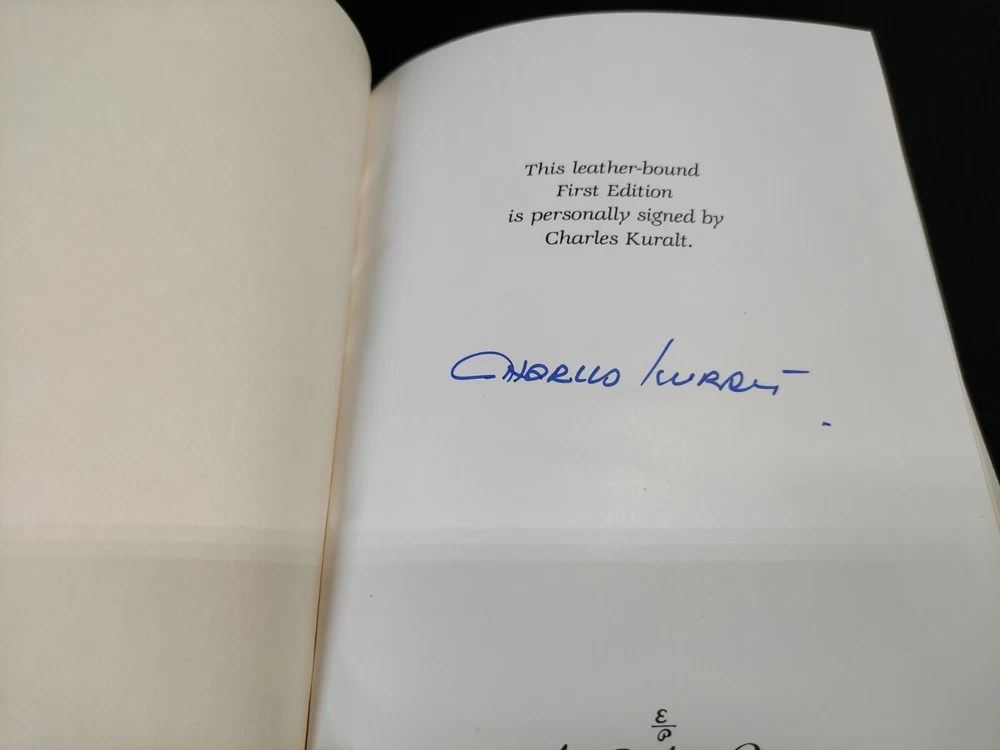 This leather-bound
First Edition
is personally signed by
Charles Kuralt.
Charles Kuralt
E
P